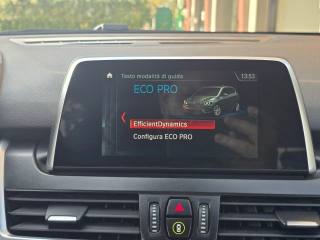 Tasto modalità di guida
13:53
ECO PRO
EfficientDynamics
Configura ECO PRO